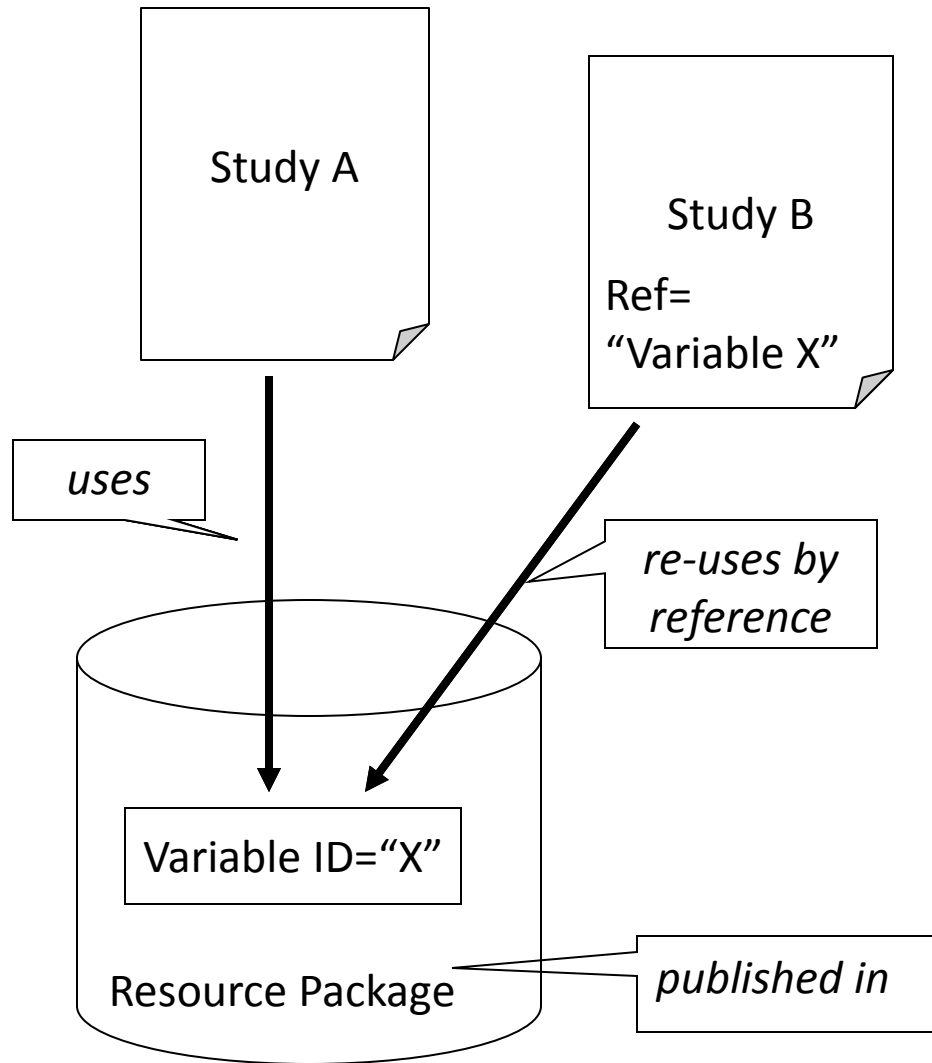 Study A
Study B
Ref=
“Variable X”
uses
re-uses by
reference
Variable ID=“X”
Resource Package
published in